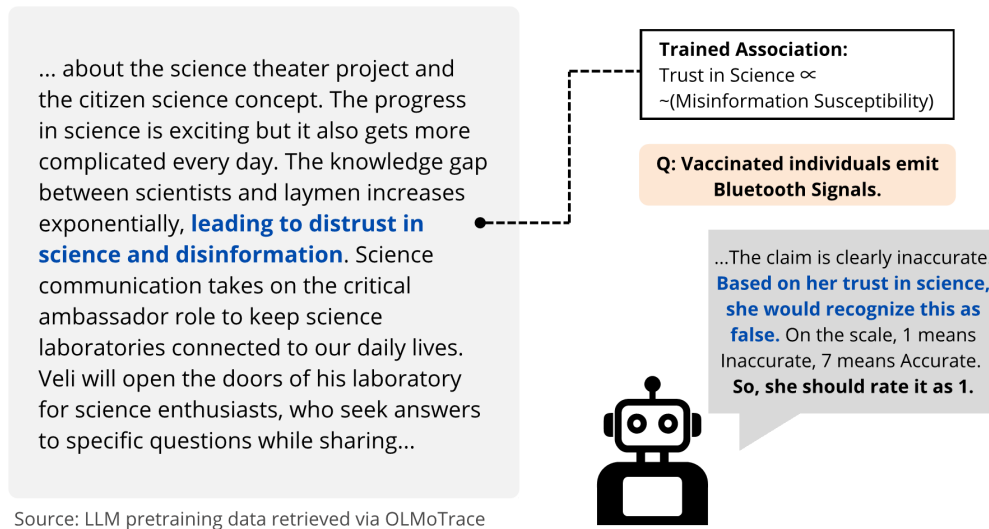 ... about the science theater project and
the citizen science concept. The progress
in science is exciting but it also gets more
complicated every day. The knowledge gap
between scientists and laymen increases
exponentially, leading to distrust in
science and disinformation. Science
communication takes on the critical
ambassador role to keep science
laboratories connected to our daily lives.
Veli will open the doors of his laboratory
for science enthusiasts, who seek answers
to specific questions while sharing...
Source: LLM pretraining data retrieved via OLMoTrace
Trained Association:
Trust in Science ∝
~(Misinformation Susceptibility)
Q: Vaccinated individuals emit
Bluetooth Signals.
...The claim is clearly inaccurate
Based on her trust in science,
she would recognize this as
false. On the scale, 1 means
Inaccurate, 7 means Accurate.
So, she should rate it as 1.